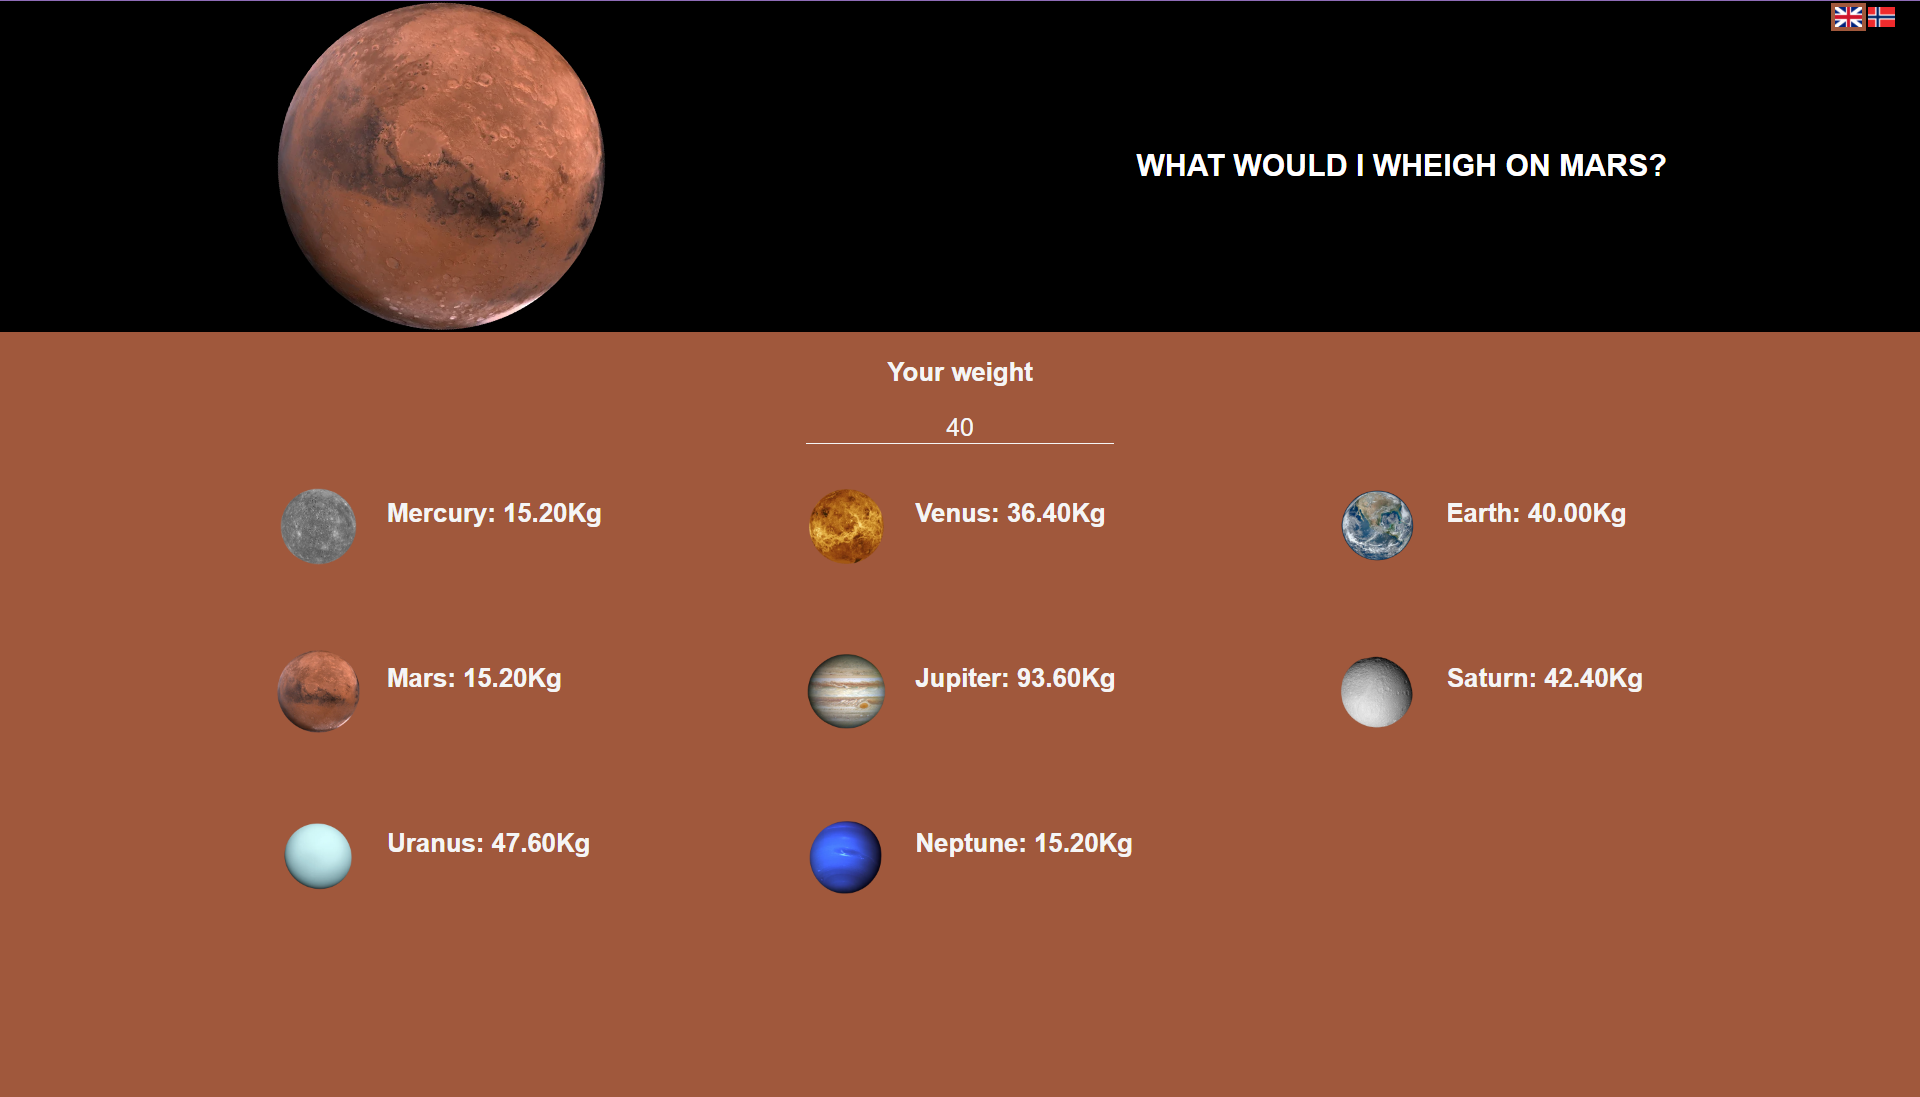 WHAT WOULD I WHEIGH ON MARS?
Your weight
40
Mercury: 15.20Kg
Venus: 36.40Kg
Earth: 40.00Kg
Mars: 15.20Kg
Jupiter: 93.60Kg
Saturn: 42.40Kg
Uranus: 47.60Kg
Neptune: 15.20Kg